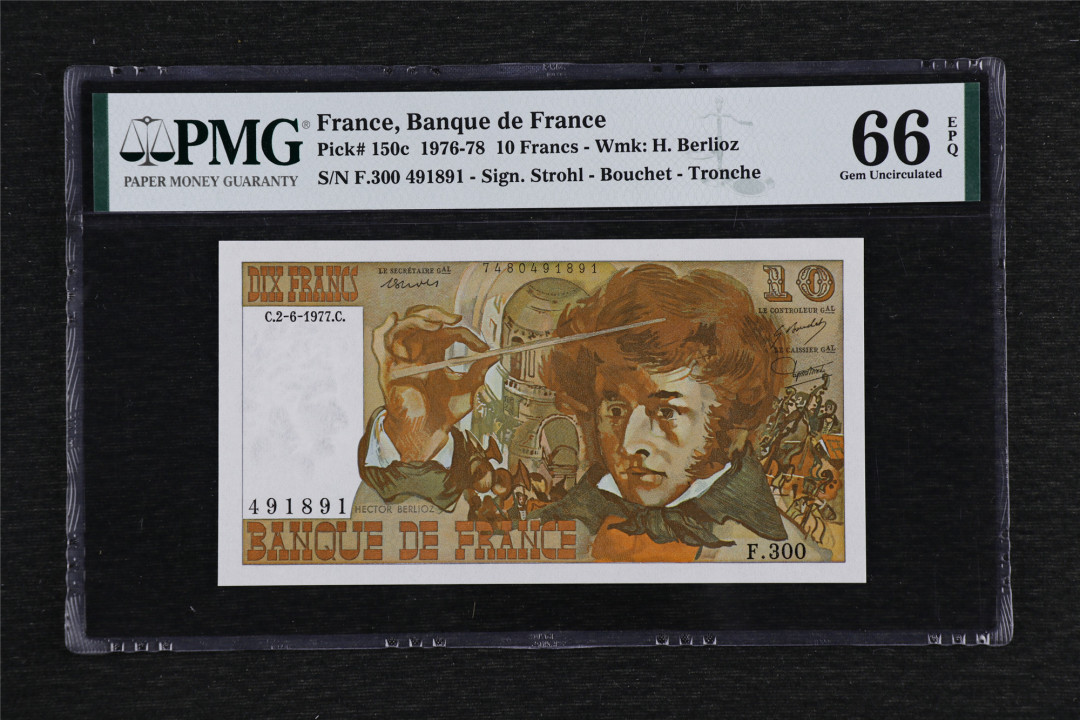 PMG®
PAPER MONEY GUARANTY
France, Banque de France
Pick# 150c 1976-78 10 Francs - Wmk: H. Berlioz
S/N F.300 491891 - Sign. Strohl - Bouchet - Tronche
66
EPQ
Gem Uncirculated
DIX FRANCS
LE SECRÉTAIRE GAL
7480491891
10
C.2-6-1977.C.
LE CONTROLEUR GAL
LE CAISSIER GAL
491891
HECTOR BERLIOZ
BANQUE DE FRANCE
F.300